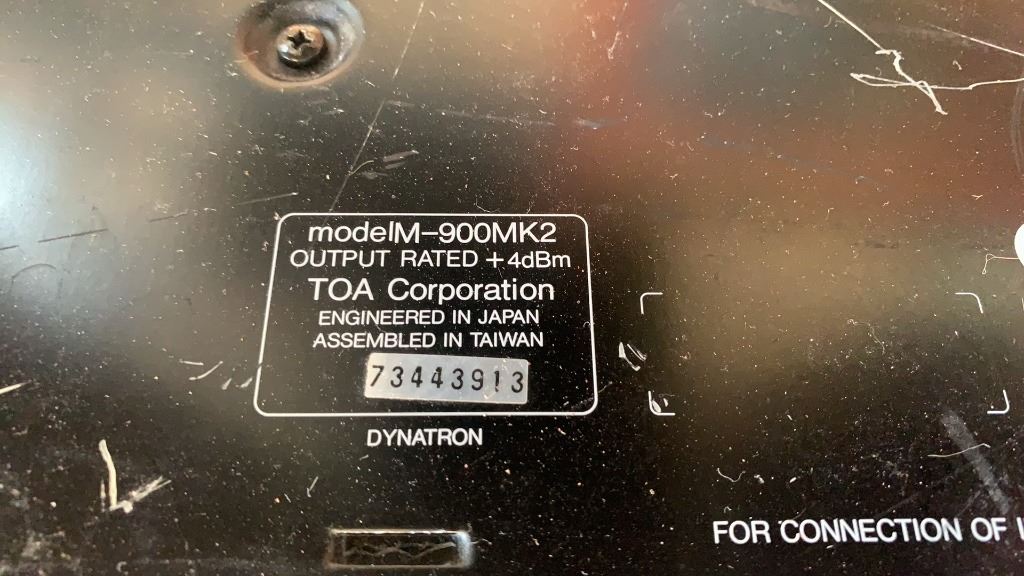 modelM-900MK2
OUTPUT RATED +4dBm
TOA Corporation
ENGINEERED IN JAPAN
ASSEMBLED IN TAIWAN
73443913
DYNATRON
FOR CONNECTION OF